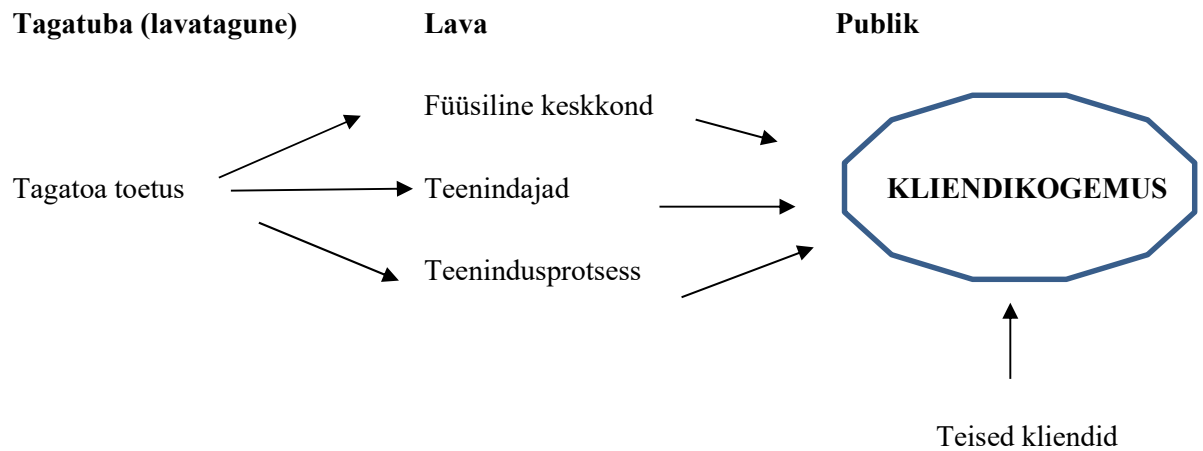 Tagatuba (lavatagune) Lava Publik
Füüsiline keskkond
Tagatoa toetus Teenindajad KLIENDIKOGEMUS
Teenindusprotsess
Teised kliendid